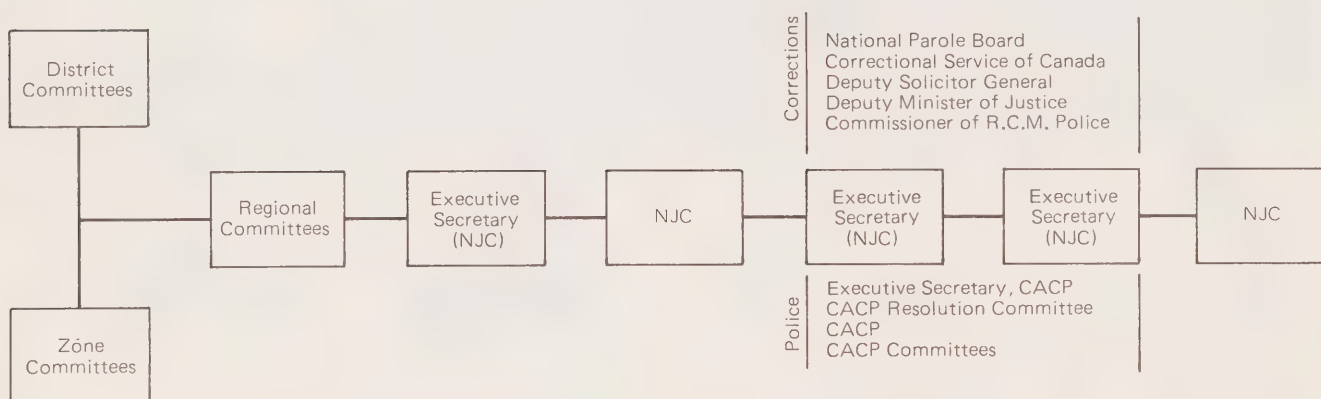 District
Committees
Zóne
Committees
Regional
Committees
Executive
Secretary
(NJC)
NJC
Corrections
National Parole Board
Correctional Service of Canada
Deputy Solicitor General
Deputy Minister of Justice
Commissioner of R.C.M. Police
Executive
Secretary
(NJC)
Executive
Secretary
(NJC)
Police
Executive Secretary, CACP
CACP Resolution Committee
CACP
CACP Committees
NJC